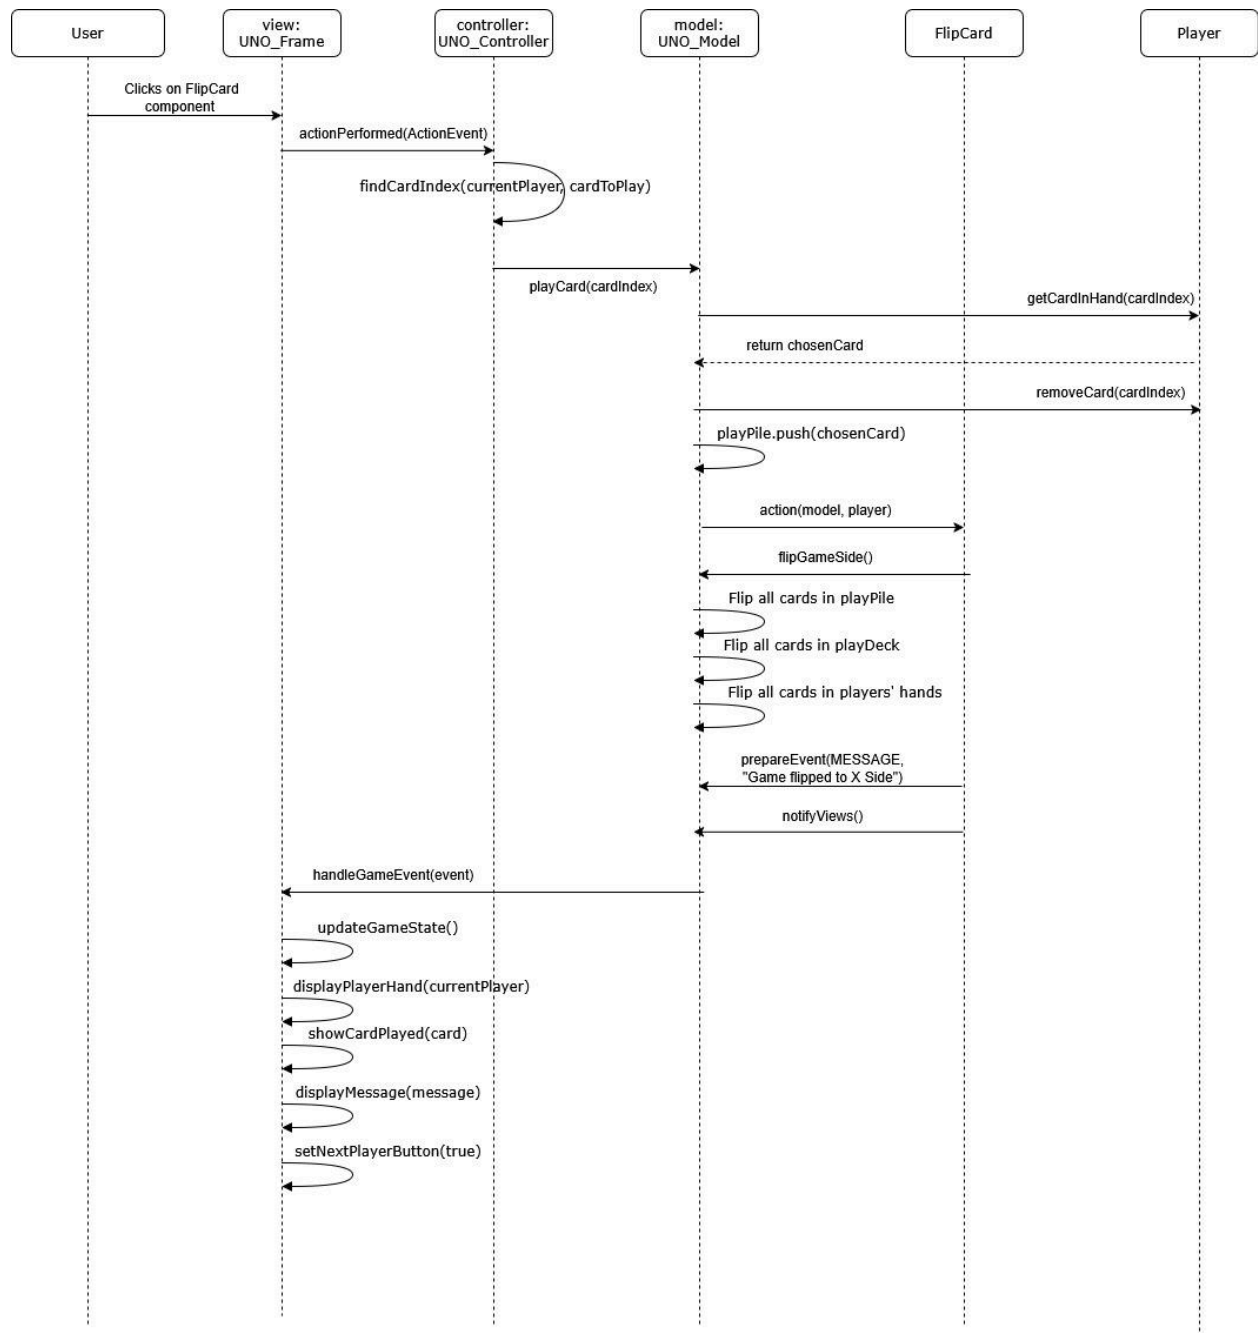 User
view:
UNO_Frame
controller:
UNO_Controller
model:
UNO_Model
FlipCard
Player
Clicks on FlipCard
component
actionPerformed(ActionEvent)
findCardIndex(currentPlayer, cardToPlay)
playCard(cardIndex)
getCardInHand(cardIndex)
return chosenCard
removeCard(cardIndex)
playPile.push(chosenCard)
action(model, player)
flipGameSide()
Flip all cards in playPile
Flip all cards in playDeck
Flip all cards in players' hands
prepareEvent(MESSAGE,
"Game flipped to X Side")
notifyViews()
handleGameEvent(event)
updateGameState()
displayPlayerHand(currentPlayer)
showCardPlayed(card)
displayMessage(message)
setNextPlayerButton(true)